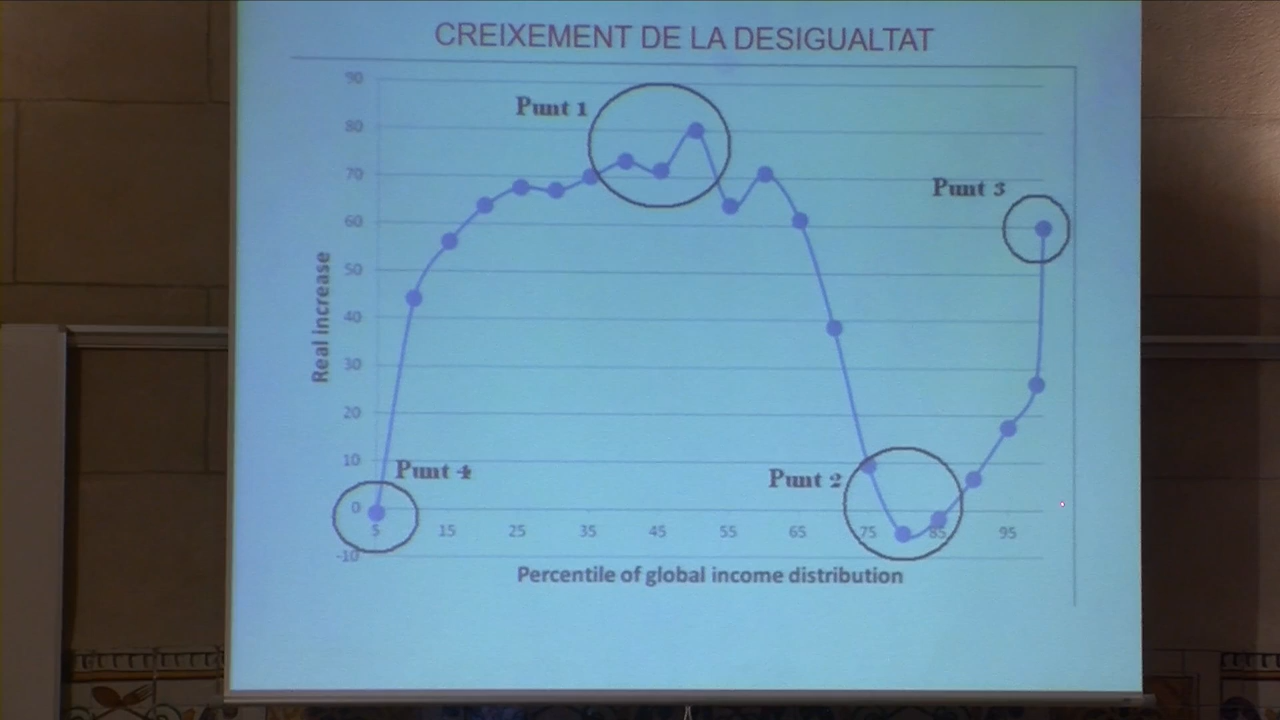 CREIXEMENT DE LA DESIGUALTAT
90
Punt 1
80
70
Punt 3
60
50
40
30
20
10
Punt 4
Punt 2
0
5 15 25 35 45 55 65 75 85 95
-10
Real increase
Percentile of global income distribution